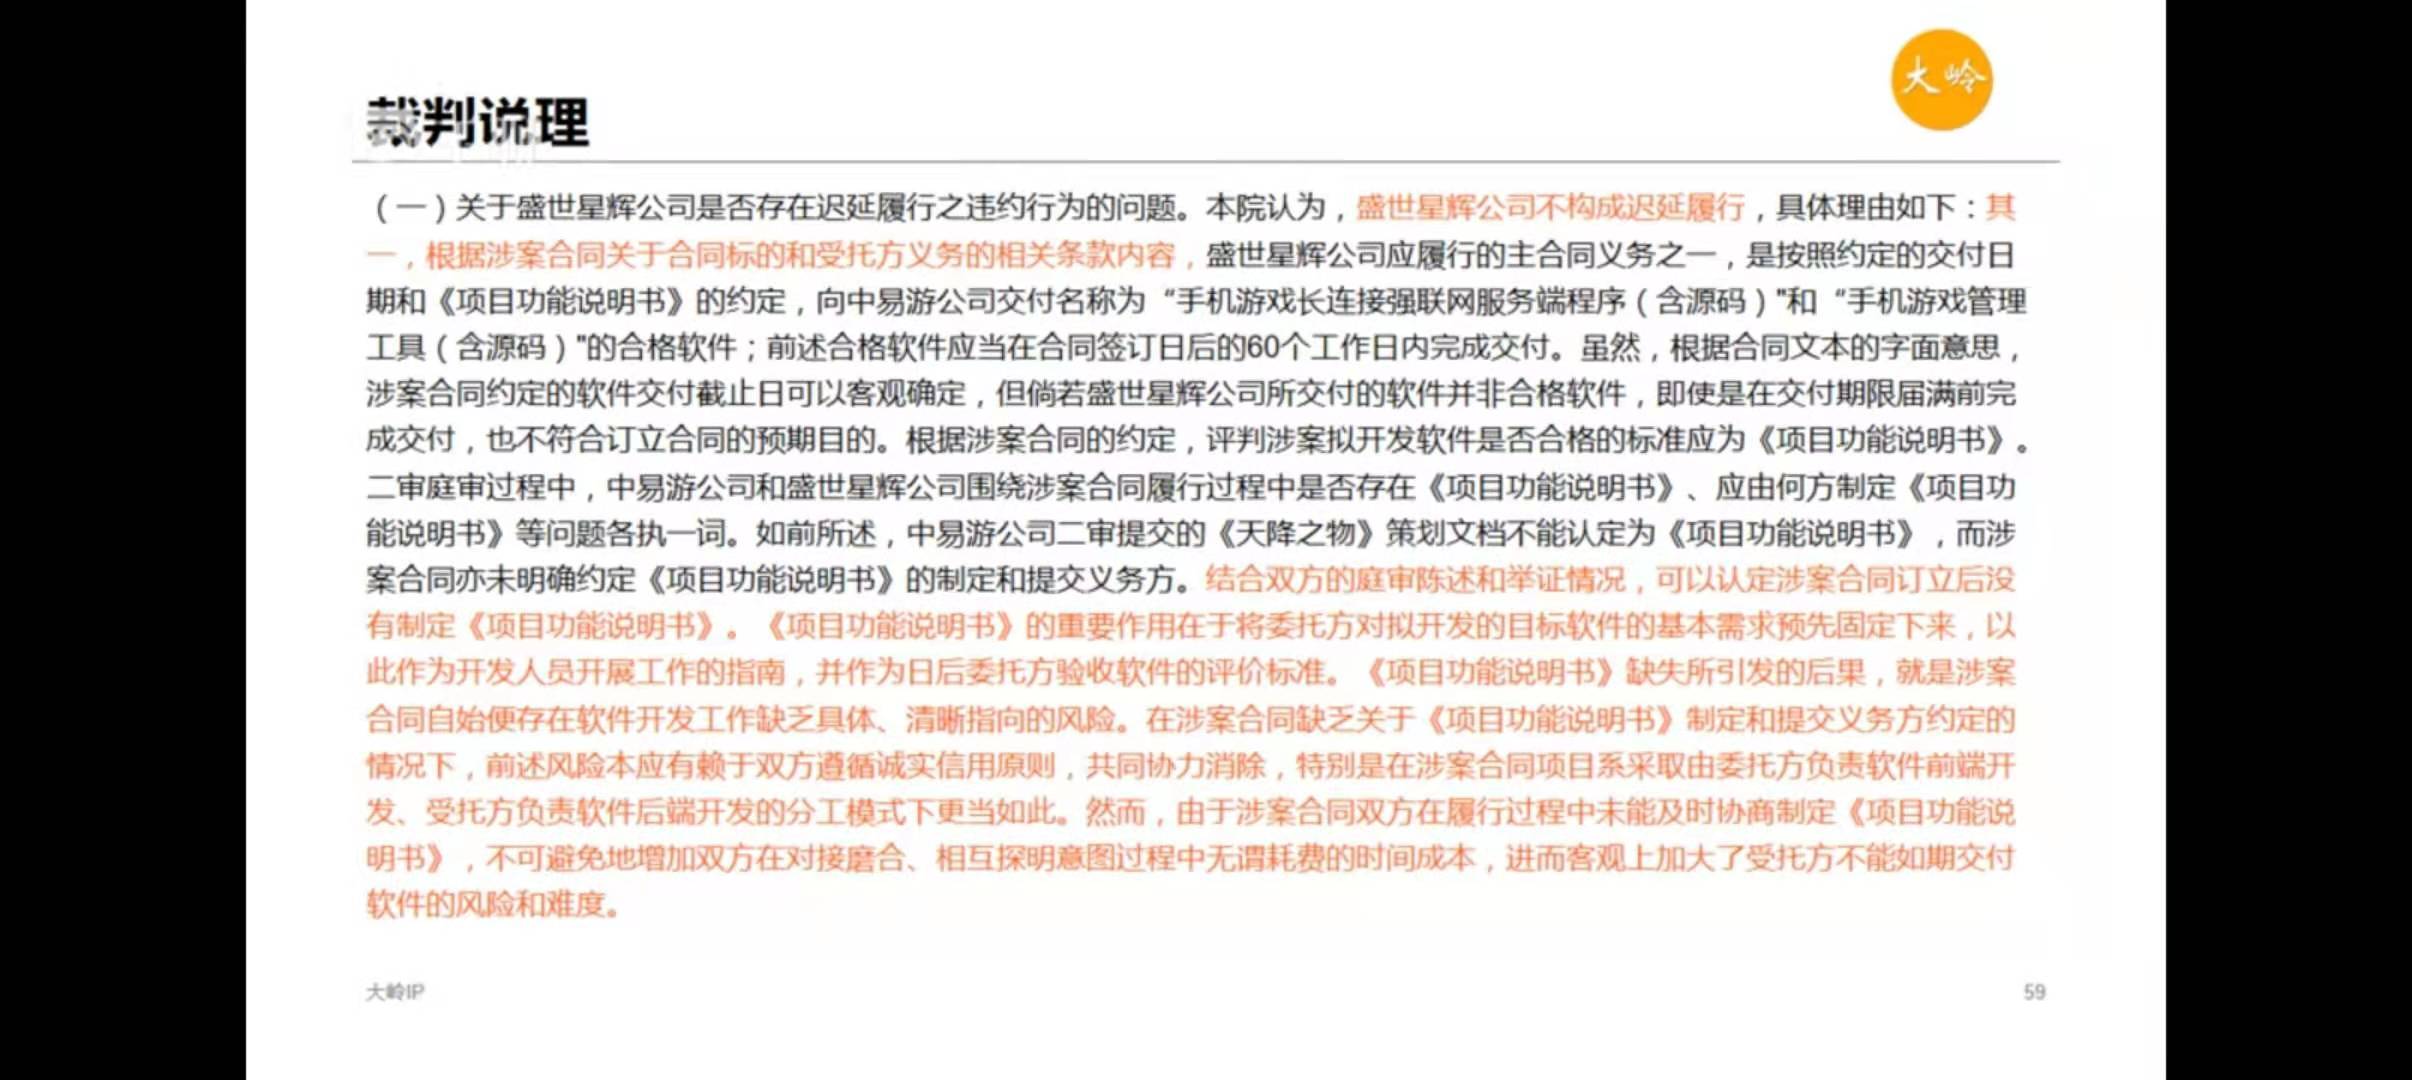 大岭
裁判说理
（一）关于盛世星辉公司是否存在迟延履行之违约行为的问题。本院认为，盛世星辉公司不构成迟延履行，具体理由如下：其
一，根据涉案合同关于合同标的和受托方义务的相关条款内容，盛世星辉公司应履行的主合同义务之一，是按照约定的交付日
期和《项目功能说明书》的约定，向中易游公司交付名称为“手机游戏长连接强联网服务端程序（含源码）"和“手机游戏管理
工具（含源码）"的合格软件；前述合格软件应当在合同签订日后的60个工作日内完成交付。虽然，根据合同文本的字面意思，
涉案合同约定的软件交付截止日可以客观确定，但倘若盛世星辉公司所交付的软件并非合格软件，即使是在交付期限届满前完
成交付，也不符合订立合同的预期目的。根据涉案合同的约定，评判涉案拟开发软件是否合格的标准应为《项目功能说明书》。
二审庭审过程中，中易游公司和盛世星辉公司围绕涉案合同履行过程中是否存在《项目功能说明书》、应由何方制定《项目功
能说明书》等问题各执一词。如前所述，中易游公司二审提交的《天降之物》策划文档不能认定为《项目功能说明书》，而涉
案合同亦未明确约定《项目功能说明书》的制定和提交义务方。结合双方的庭审陈述和举证情况，可以认定涉案合同订立后没
有制定《项目功能说明书》。《项目功能说明书》的重要作用在于将委托方对拟开发的目标软件的基本需求预先固定下来，以
此作为开发人员开展工作的指南，并作为日后委托方验收软件的评价标准。《项目功能说明书》缺失所引发的后果，就是涉案
合同自始便存在软件开发工作缺乏具体、清晰指向的风险。在涉案合同缺乏关于《项目功能说明书》制定和提交义务方约定的
情况下，前述风险本应有赖于双方遵循诚实信用原则，共同协力消除，特别是在涉案合同项目系采取由委托方负责软件前端开
发、受托方负责软件后端开发的分工模式下更当如此。然而，由于涉案合同双方在履行过程中未能及时协商制定《项目功能说
明书》，不可避免地增加双方在对接磨合、相互探明意图过程中无谓耗费的时间成本，进而客观上加大了受托方不能如期交付
软件的风险和难度。
大岭IP
59